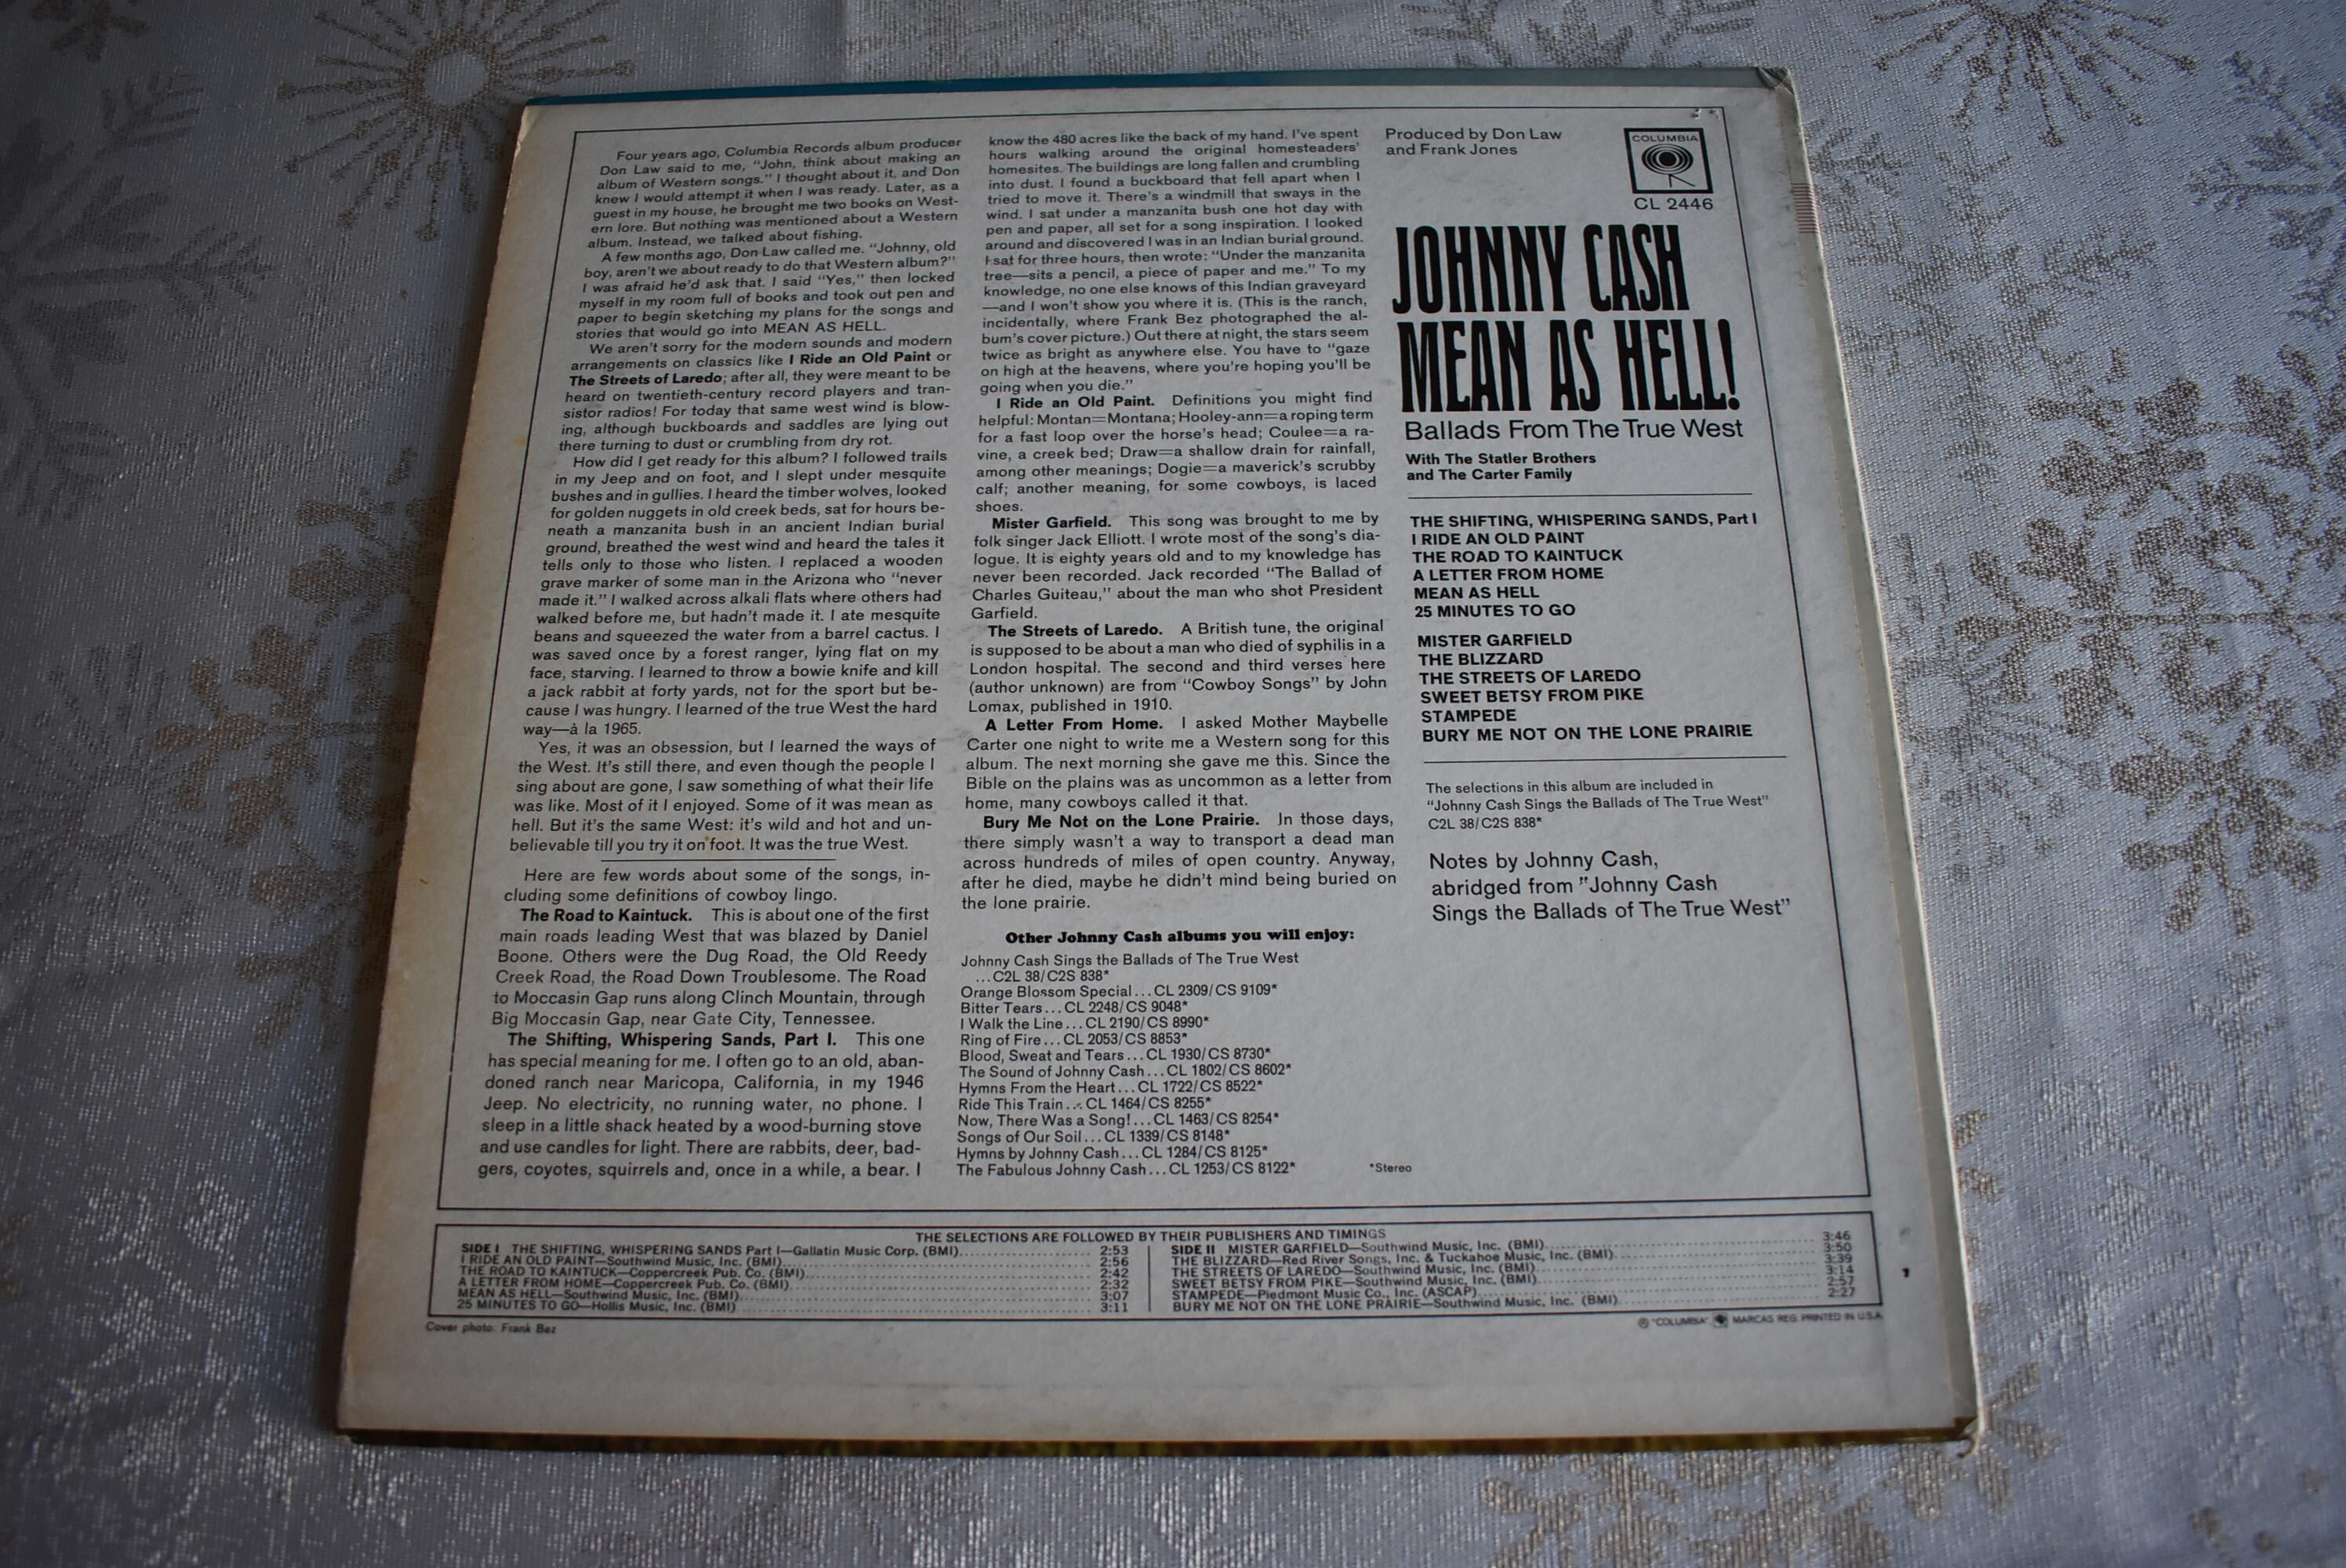 Four years ago, Columbia Records album producer
Don Law said to me, "John, think about making an
album of Western songs." I thought about it, and Don
knew I would attempt it when I was ready. Later, as a
guest in my house, he brought me two books on West-
ern lore. But nothing was mentioned about a Western
album. Instead, we talked about fishing.
A few months ago, Don Law called me. "Johnny, old
boy, aren't we about ready to do that Western album?"
I was afraid he'd ask that. I said "Yes," then locked
myself in my room full of books and took out pen and
paper to begin sketching my plans for the songs and
stories that would go into MEAN AS HELL.
We aren't sorry for the modern sounds and modern
arrangements on classics like I Ride an Old Paint or
The Streets of Laredo; after all, they were meant to be
heard on twentieth-century record players and tran-
sistor radios! For today that same west wind is blow-
ing, although buckboards and saddles are lying out
there turning to dust or crumbling from dry rot.
How did I get ready for this album? I followed trails
in my Jeep and on foot, and I slept under mesquite
bushes and in gullies. I heard the timber wolves, looked
for golden nuggets in old creek beds, sat for hours be-
neath a manzanita bush in an ancient Indian burial
ground, breathed the west wind and heard the tales it
tells only to those who listen. I replaced a wooden
grave marker of some man in the Arizona who "never
made it." I walked across alkali flats where others had
walked before me, but hadn't made it. I ate mesquite
beans and squeezed the water from a barrel cactus. I
was saved once by a forest ranger, lying flat on my
face, starving. I learned to throw a bowie knife and kill
a jack rabbit at forty yards, not for the sport but be-
cause I was hungry. I learned of the true West the hard
way—à la 1965.
Yes, it was an obsession, but I learned the ways of
the West. It's still there, and even though the people I
sing about are gone, I saw something of what their life
was like. Most of it I enjoyed. Some of it was mean as
hell. But it's the same West: it's wild and hot and un-
believable till you try it on foot. It was the true West.
Here are few words about some of the songs, in-
cluding some definitions of cowboy lingo.
The Road to Kaintuck. This is about one of the first
main roads leading West that was blazed by Daniel
Boone. Others were the Dug Road, the Old Reedy
Creek Road, the Road Down Troublesome. The Road
to Moccasin Gap runs along Clinch Mountain, through
Big Moccasin Gap, near Gate City, Tennessee.
The Shifting, Whispering Sands, Part I. This one
has special meaning for me. I often go to an old, aban-
doned ranch near Maricopa, California, in my 1946
Jeep. No electricity, no running water, no phone. I
sleep in a little shack heated by a wood-burning stove
and use candles for light. There are rabbits, deer, bad-
gers, coyotes, squirrels and, once in a while, a bear. I
know the 480 acres like the back of my hand. I've spent
hours walking around the original homesteaders'
homesites. The buildings are long fallen and crumbling
into dust. I found a buckboard that fell apart when I
tried to move it. There's a windmill that sways in the
wind. I sat under a manzanita bush one hot day with
pen and paper, all set for a song inspiration. I looked
around and discovered I was in an Indian burial ground.
I sat for three hours, then wrote: "Under the manzanita
tree—sits a pencil, a piece of paper and me." To my
knowledge, no one else knows of this Indian graveyard
—and I won't show you where it is. (This is the ranch,
incidentally, where Frank Bez photographed the al-
bum's cover picture.) Out there at night, the stars seem
twice as bright as anywhere else. You have to "gaze
on high at the heavens, where you're hoping you'll be
going when you die."
I Ride an Old Paint. Definitions you might find
helpful: Montan=Montana; Hooley-ann=a roping term
for a fast loop over the horse's head; Coulee=a ra-
vine, a creek bed; Draw=a shallow drain for rainfall,
among other meanings; Dogie=a maverick's scrubby
calf; another meaning, for some cowboys, is laced
shoes.
Mister Garfield. This song was brought to me by
folk singer Jack Elliott. I wrote most of the song's dia-
logue. It is eighty years old and to my knowledge has
never been recorded. Jack recorded "The Ballad of
Charles Guiteau," about the man who shot President
Garfield.
The Streets of Laredo. A British tune, the original
is supposed to be about a man who died of syphilis in a
London hospital. The second and third verses here
(author unknown) are from "Cowboy Songs" by John
Lomax, published in 1910.
A Letter From Home. I asked Mother Maybelle
Carter one night to write me a Western song for this
album. The next morning she gave me this. Since the
Bible on the plains was as uncommon as a letter from
home, many cowboys called it that.
Bury Me Not on the Lone Prairie. In those days,
there simply wasn't a way to transport a dead man
across hundreds of miles of open country. Anyway,
after he died, maybe he didn't mind being buried on
the lone prairie.
Other Johnny Cash albums you will enjoy:
Johnny Cash Sings the Ballads of The True West
...C2L 38/C2S 838*
Orange Blossom Special...CL 2309/CS 9109*
Bitter Tears...CL 2248/CS 9048*
I Walk the Line...CL 2190/CS 8990*
Ring of Fire...CL 2053/CS 8853*
Blood, Sweat and Tears...CL 1930/CS 8730*
The Sound of Johnny Cash...CL 1802/CS 8602*
Hymns From the Heart...CL 1722/CS 8522*
Ride This Train...CL 1464/CS 8255*
Now, There Was a Song!...CL 1463/CS 8254*
Songs of Our Soil...CL 1339/CS 8148*
Hymns by Johnny Cash...CL 1284/CS 8125*
The Fabulous Johnny Cash...CL 1253/CS 8122*
*Stereo
Produced by Don Law
and Frank Jones
COLUMBIA
CL 2446
JOHNNY CASH
MEAN AS HELL!
Ballads From The True West
With The Statler Brothers
and The Carter Family
THE SHIFTING, WHISPERING SANDS, Part I
I RIDE AN OLD PAINT
THE ROAD TO KAINTUCK
A LETTER FROM HOME
MEAN AS HELL
25 MINUTES TO GO
MISTER GARFIELD
THE BLIZZARD
THE STREETS OF LAREDO
SWEET BETSY FROM PIKE
STAMPEDE
BURY ME NOT ON THE LONE PRAIRIE
The selections in this album are included in
"Johnny Cash Sings the Ballads of The True West"
C2L 38/C2S 838*
Notes by Johnny Cash,
abridged from "Johnny Cash
Sings the Ballads of The True West"
THE SELECTIONS ARE FOLLOWED BY THEIR PUBLISHERS AND TIMINGS
SIDE I THE SHIFTING, WHISPERING SANDS Part I—Gallatin Music Corp. (BMI) 2:53
I RIDE AN OLD PAINT—Southwind Music, Inc. (BMI) 2:56
THE ROAD TO KAINTUCK—Coppercreek Pub. Co. (BMI) 2:42
A LETTER FROM HOME—Coppercreek Pub. Co. (BMI) 2:32
MEAN AS HELL—Southwind Music, Inc. (BMI) 3:07
25 MINUTES TO GO—Hollis Music, Inc. (BMI) 3:11
SIDE II MISTER GARFIELD—Southwind Music, Inc. (BMI) 3:46
THE BLIZZARD—Red River Songs, Inc. & Tuckahoe Music, Inc. (BMI) 3:50
THE STREETS OF LAREDO—Southwind Music, Inc. (BMI) 3:39
SWEET BETSY FROM PIKE—Southwind Music, Inc. (BMI) 3:14
STAMPEDE—Piedmont Music Co., Inc. (ASCAP) 2:57
BURY ME NOT ON THE LONE PRAIRIE—Southwind Music, Inc. (BMI) 2:27
Cover photo: Frank Bez
℗ "COLUMBIA", MARCAS REG. PRINTED IN U.S.A.